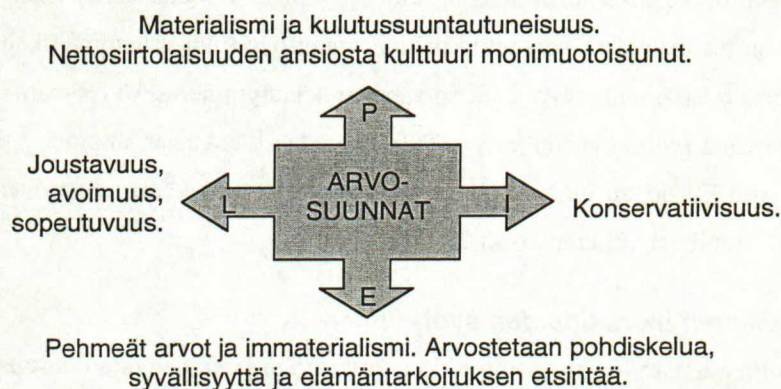 Materialismi ja kulutussuuntautuneisuus.
Nettosiirtolaisuuden ansiosta kulttuuri monimuotoistunut.
P
Joustavuus,
avoimuus,
sopeutuvuus.
L
ARVO-
SUUNNAT
I
Konservatiivisuus.
E
Pehmeät arvot ja immaterialismi. Arvostetaan pohdiskelua,
syvällisyyttä ja elämäntarkoituksen etsintää.